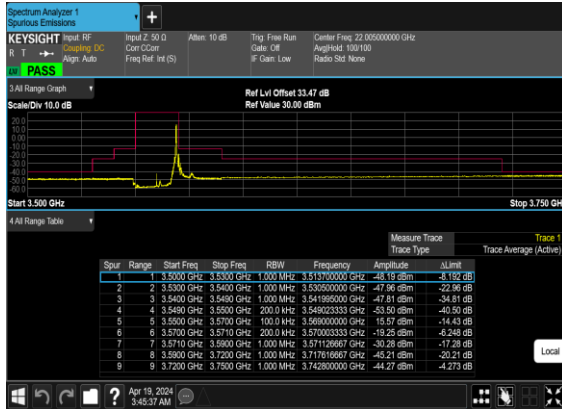 Spectrum Analyzer 1
Spurious Emissions
+
KEYSIGHT Input: RF Input Z: 50 Ω Atten: 10 dB Trig: Free Run Center Freq: 22.005000000 GHz
R T Coupling: DC Corr CCorr Gate: Off Avg|Hold: 100/100
Align: Auto Freq Ref: Int (S) IF Gain: Low Radio Std: None
PASS
3 All Range Graph
Ref Lvl Offset 33.47 dB
Scale/Div 10.0 dB Ref Value 30.00 dBm
20.0
10.0
0.00
-10.0
-20.0
-30.0
-40.0
-50.0
-60.0
Start 3.500 GHz Stop 3.750 GH
4 All Range Table
Measure Trace Trace 1
Trace Type Trace Average (Active)
Spur Range Start Freq Stop Freq RBW Frequency Amplitude ΔLimit
1 1 3.5000 GHz 3.5300 GHz 1.000 MHz 3.513700000 GHz -48.19 dBm -8.192 dB
2 2 3.5300 GHz 3.5400 GHz 1.000 MHz 3.530500000 GHz -47.96 dBm -22.96 dB
3 3 3.5400 GHz 3.5490 GHz 1.000 MHz 3.541995000 GHz -47.81 dBm -34.81 dB
4 4 3.5490 GHz 3.5500 GHz 200.0 kHz 3.549023333 GHz -53.50 dBm -40.50 dB
5 5 3.5500 GHz 3.5700 GHz 100.0 kHz 3.569000000 GHz 15.57 dBm -14.43 dB
6 6 3.5700 GHz 3.5710 GHz 200.0 kHz 3.570003333 GHz -19.25 dBm -6.248 dB
7 7 3.5710 GHz 3.5900 GHz 1.000 MHz 3.571126667 GHz -30.28 dBm -17.28 dB
8 8 3.5900 GHz 3.7200 GHz 1.000 MHz 3.717616667 GHz -45.21 dBm -20.21 dB
9 9 3.7200 GHz 3.7500 GHz 1.000 MHz 3.742800000 GHz -44.27 dBm -4.273 dB
Local
? Apr 19, 2024
3:45:37 AM